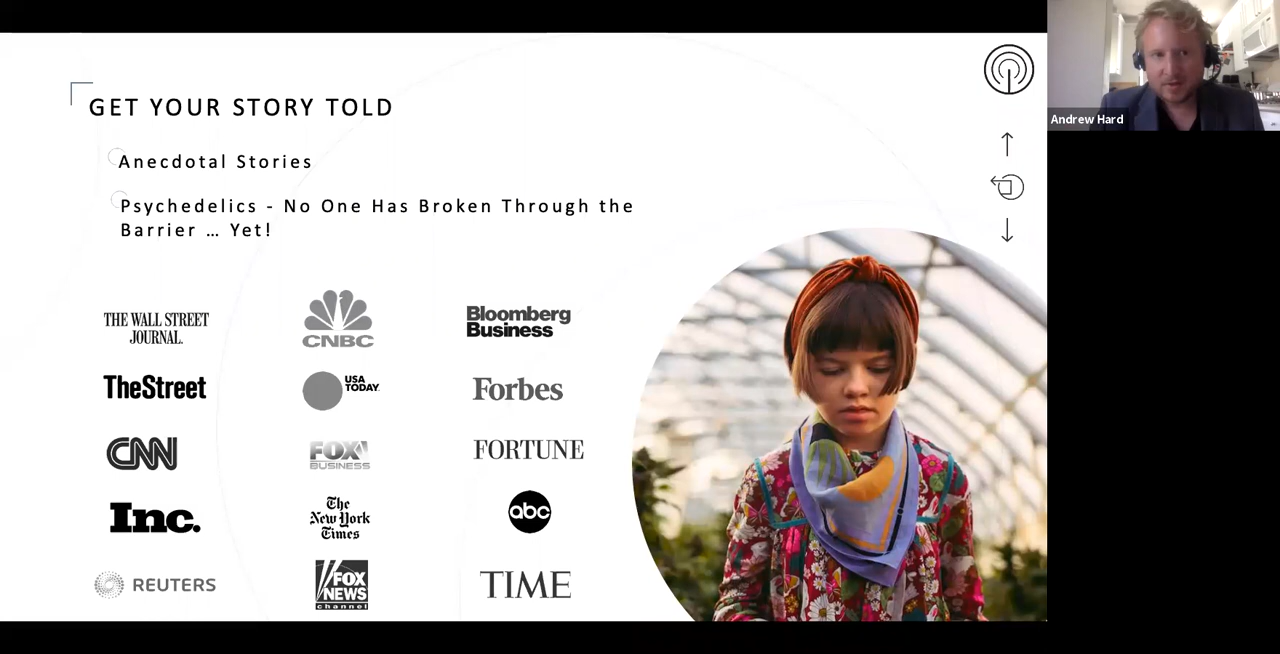 GET YOUR STORY TOLD
Anecdotal Stories
Psychedelics - No One Has Broken Through the
Barrier … Yet!
THE WALL STREET
JOURNAL.
CNBC
Bloomberg
Business
TheStreet
USA
TODAY
Forbes
CNN
FOX
BUSINESS
FORTUNE
Inc.
The
New York
Times
abc
REUTERS
FOX
NEWS
channel
TIME
Andrew Hard